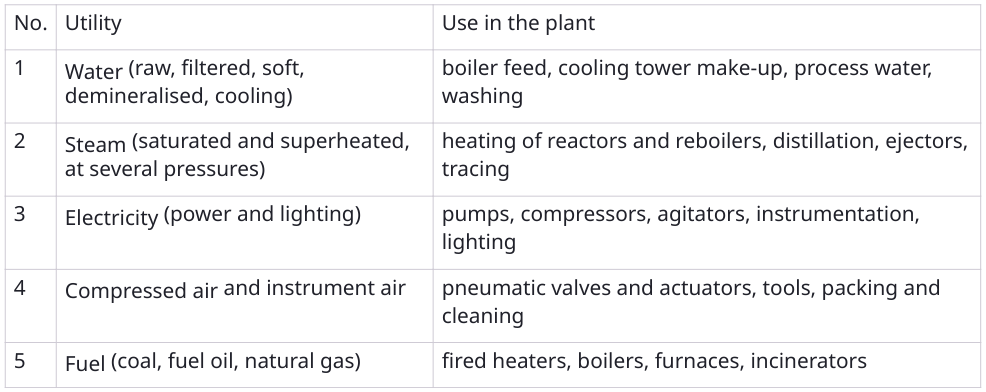 No. Utility Use in the plant
1 Water (raw, filtered, soft, boiler feed, cooling tower make-up, process water,
demineralised, cooling) washing
2 Steam (saturated and superheated, heating of reactors and reboilers, distillation, ejectors,
at several pressures) tracing
3 Electricity (power and lighting) pumps, compressors, agitators, instrumentation,
lighting
4 Compressed air and instrument air pneumatic valves and actuators, tools, packing and
cleaning
5 Fuel (coal, fuel oil, natural gas) fired heaters, boilers, furnaces, incinerators